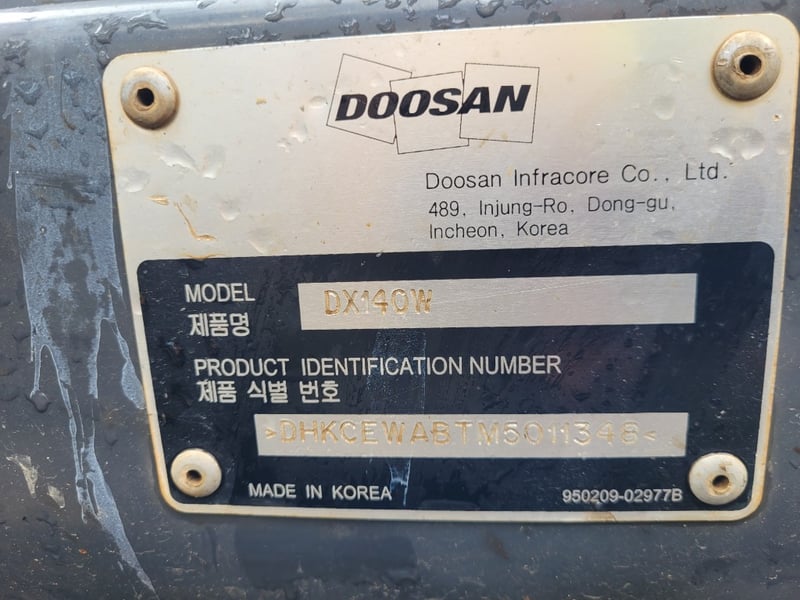 DOOSAN
Doosan Infracore Co., Ltd.
489, Injung-Ro, Dong-gu,
Incheon, Korea
MODEL DX140W
제품명
PRODUCT IDENTIFICATION NUMBER
제품 식별 번호
>DHKCEWABTM5011348<
MADE IN KOREA 950209-02977B